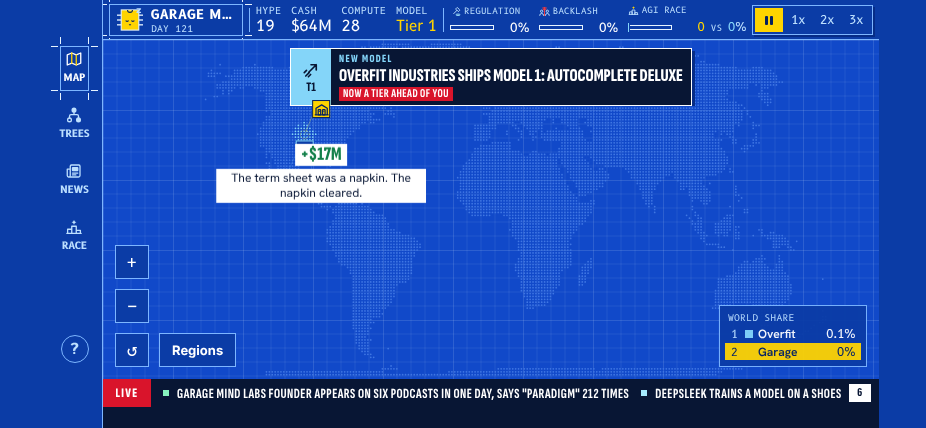 GARAGE M...
DAY 121
HYPE
19
CASH
$64M
COMPUTE
28
MODEL
Tier 1
REGULATION
0%
BACKLASH
0%
AGI RACE
0 VS 0%
1x
2x
3x
MAP
TREES
NEWS
RACE
?
T1
NEW MODEL
OVERFIT INDUSTRIES SHIPS MODEL 1: AUTOCOMPLETE DELUXE
NOW A TIER AHEAD OF YOU
+$17M
The term sheet was a napkin. The
napkin cleared.
+
−
↺
Regions
WORLD SHARE
1 Overfit 0.1%
2 Garage 0%
LIVE
GARAGE MIND LABS FOUNDER APPEARS ON SIX PODCASTS IN ONE DAY, SAYS "PARADIGM" 212 TIMES
DEEPSLEEK TRAINS A MODEL ON A SHOES
6